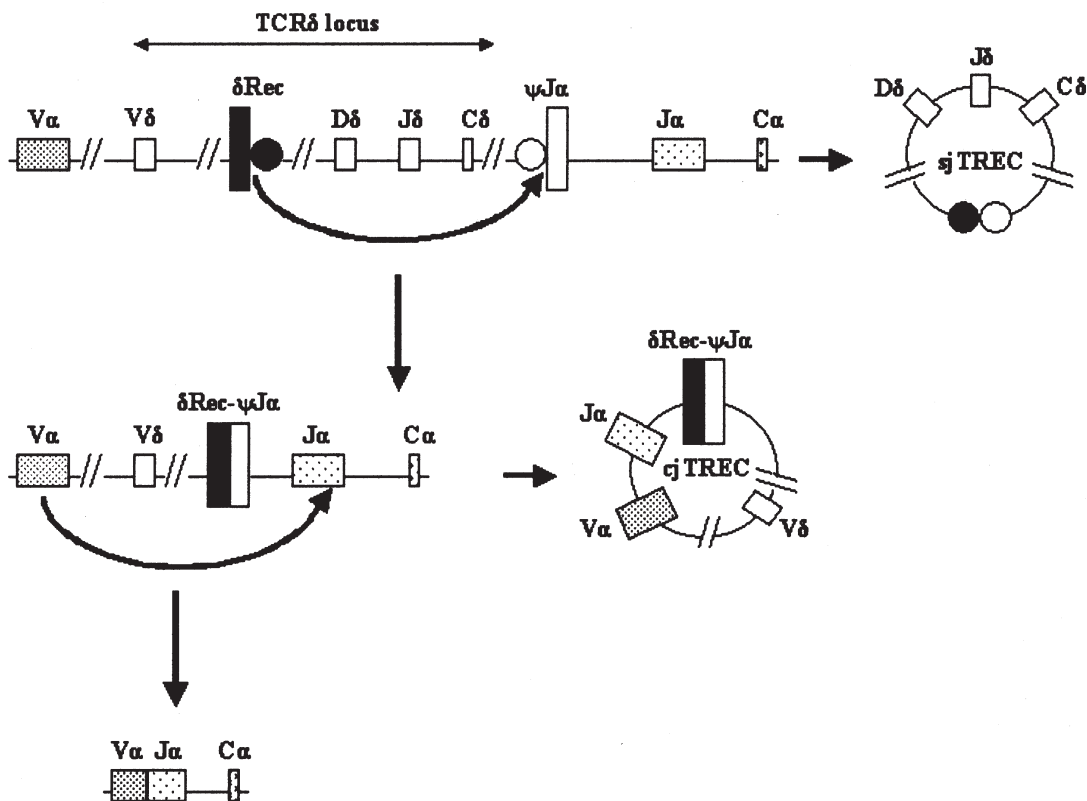 TCRδ locus
δRec
ψJα
Vα Vδ Dδ Jδ Cδ Jα Cα
Dδ Jδ Cδ
sj TREC
δRec-ψJα
Vα Vδ Jα Cα
δRec-ψJα
Jα
cj TREC
Vα Vδ
Vα Jα Cα